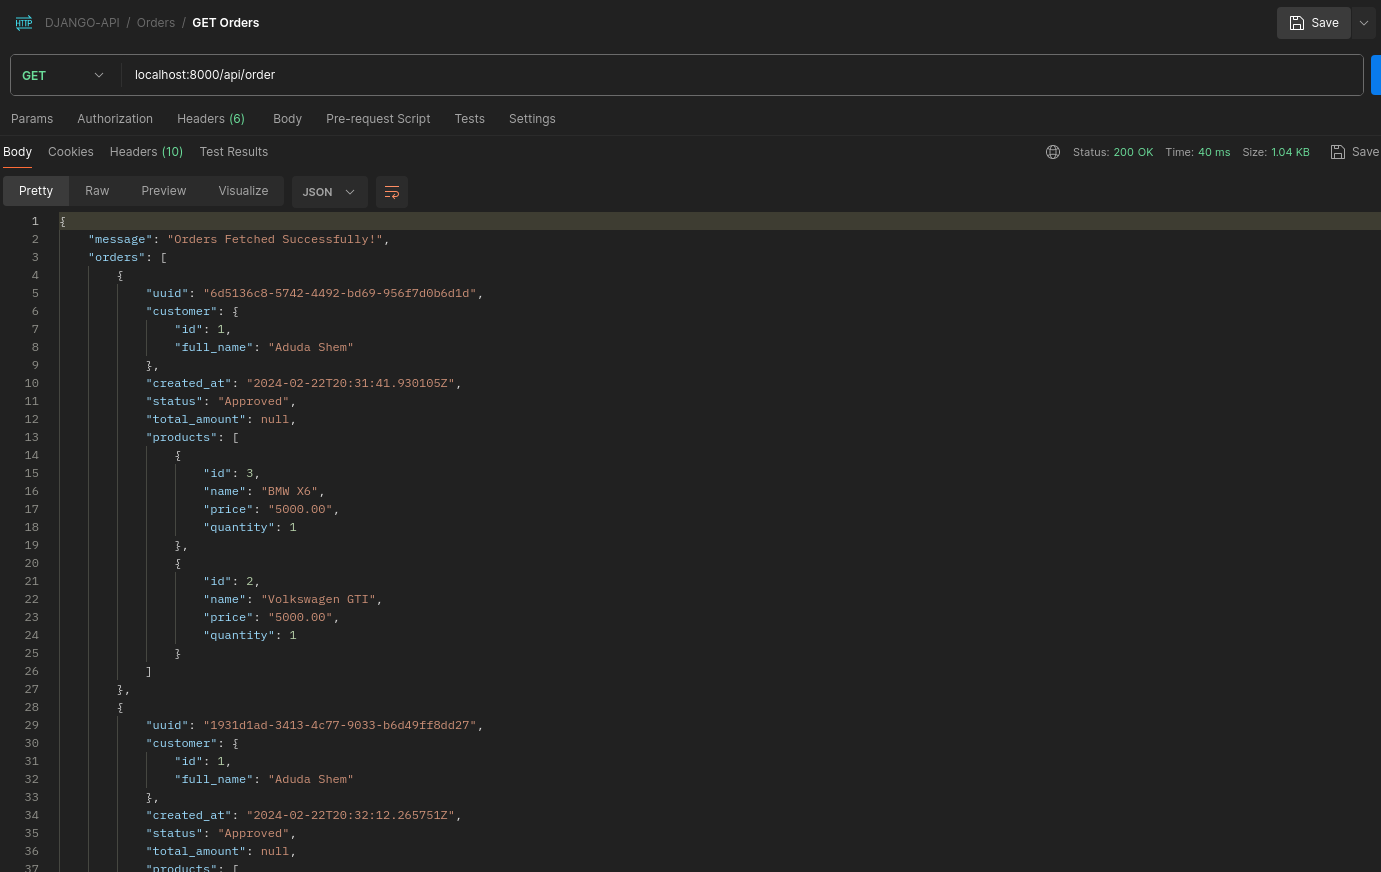 HTTP DJANGO-API / Orders / GET Orders Save
GET localhost:8000/api/order
Params Authorization Headers (6) Body Pre-request Script Tests Settings
Body Cookies Headers (10) Test Results Status: 200 OK Time: 40 ms Size: 1.04 KB Save
Pretty Raw Preview Visualize JSON
1 {
2 "message": "Orders Fetched Successfully!",
3 "orders": [
4 {
5 "uuid": "6d5136c8-5742-4492-bd69-956f7d0b6d1d",
6 "customer": {
7 "id": 1,
8 "full_name": "Aduda Shem"
9 },
10 "created_at": "2024-02-22T20:31:41.930105Z",
11 "status": "Approved",
12 "total_amount": null,
13 "products": [
14 {
15 "id": 3,
16 "name": "BMW X6",
17 "price": "5000.00",
18 "quantity": 1
19 },
20 {
21 "id": 2,
22 "name": "Volkswagen GTI",
23 "price": "5000.00",
24 "quantity": 1
25 }
26 ]
27 },
28 {
29 "uuid": "1931d1ad-3413-4c77-9033-b6d49ff8dd27",
30 "customer": {
31 "id": 1,
32 "full_name": "Aduda Shem"
33 },
34 "created_at": "2024-02-22T20:32:12.265751Z",
35 "status": "Approved",
36 "total_amount": null,
37 "products": [